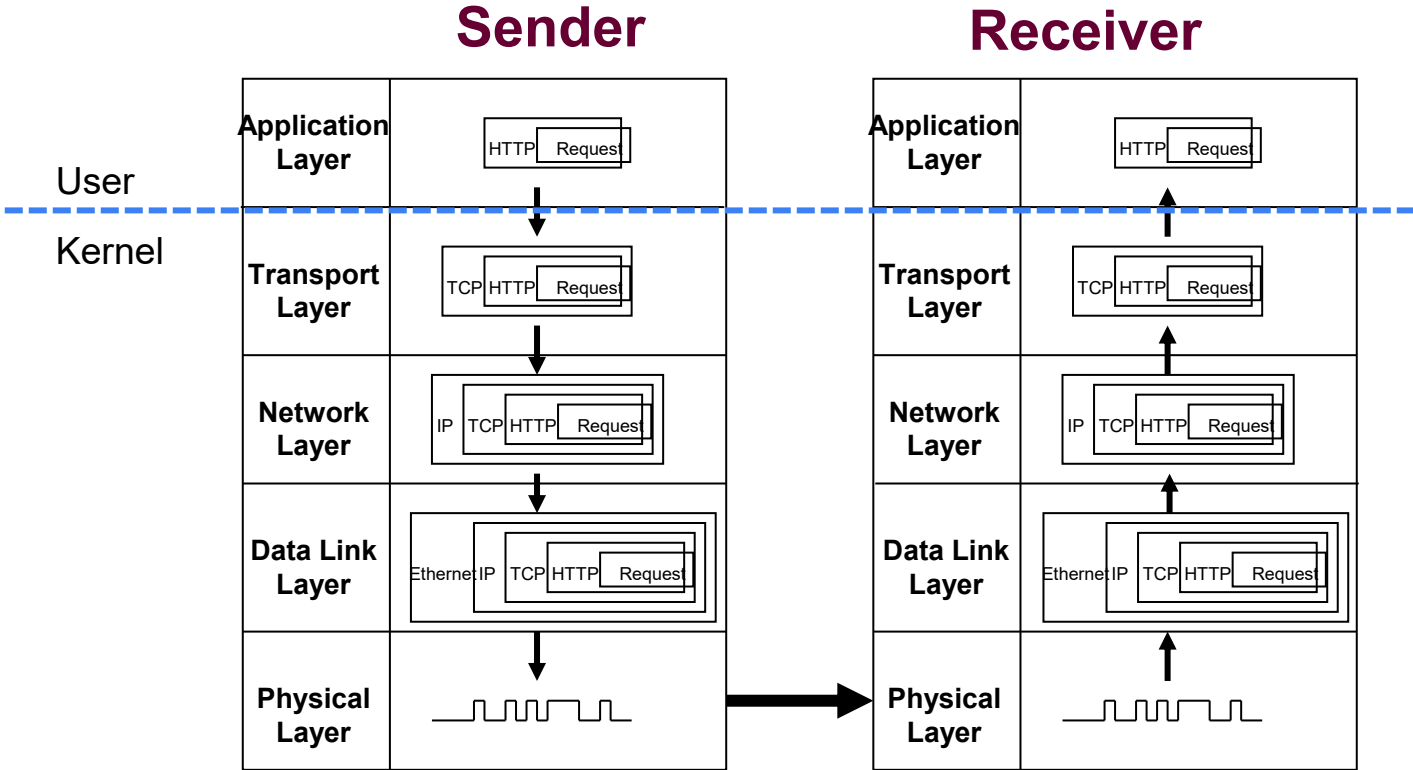 Sender
Receiver
User
Kernel
Application
Layer
HTTP Request
Transport
Layer
TCP HTTP Request
Network
Layer
IP TCP HTTP Request
Data Link
Layer
Ethernet IP TCP HTTP Request
Physical
Layer
Application
Layer
HTTP Request
Transport
Layer
TCP HTTP Request
Network
Layer
IP TCP HTTP Request
Data Link
Layer
Ethernet IP TCP HTTP Request
Physical
Layer